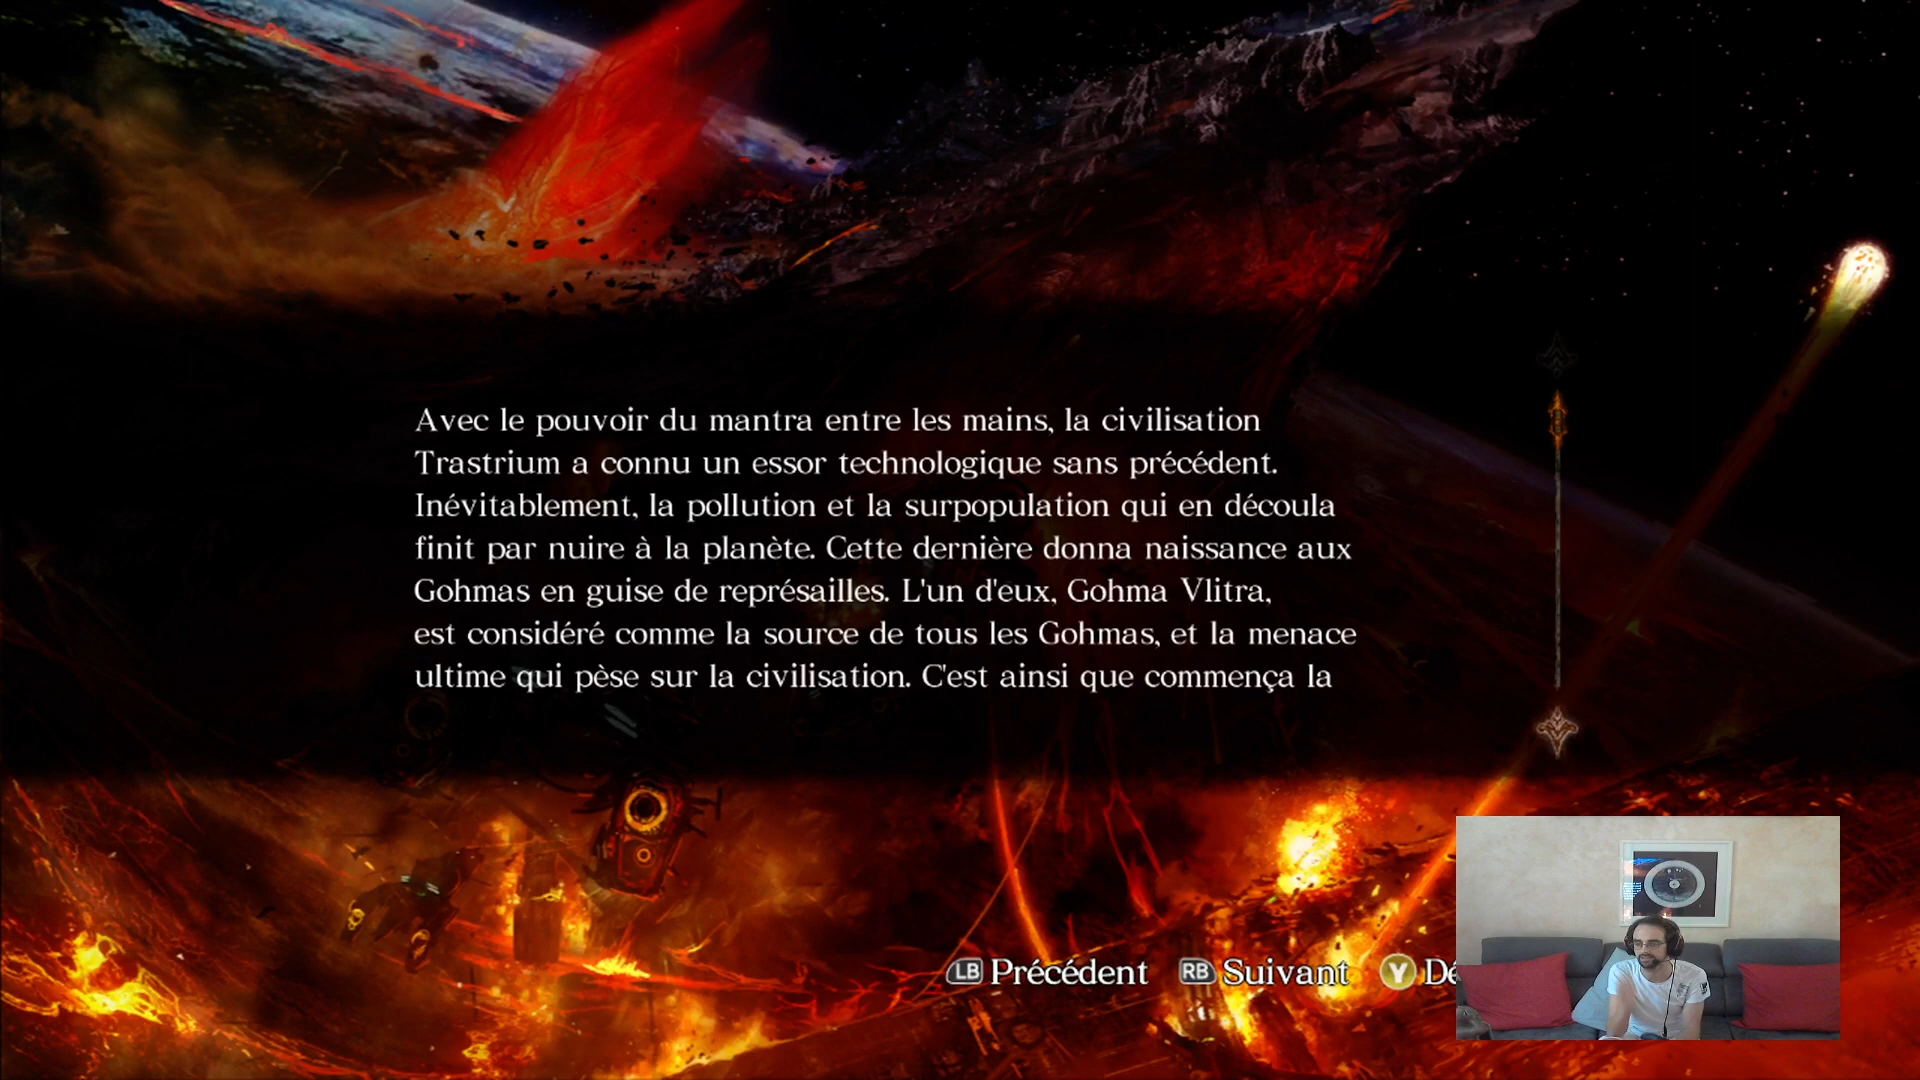 Avec le pouvoir du mantra entre les mains, la civilisation
Trastrium a connu un essor technologique sans précédent.
Inévitablement, la pollution et la surpopulation qui en découla
finit par nuire à la planète. Cette dernière donna naissance aux
Gohmas en guise de représailles. L'un d'eux, Gohma Vlitra,
est considéré comme la source de tous les Gohmas, et la menace
ultime qui pèse sur la civilisation. C'est ainsi que commença la
LB Précédent RB Suivant Y Dé